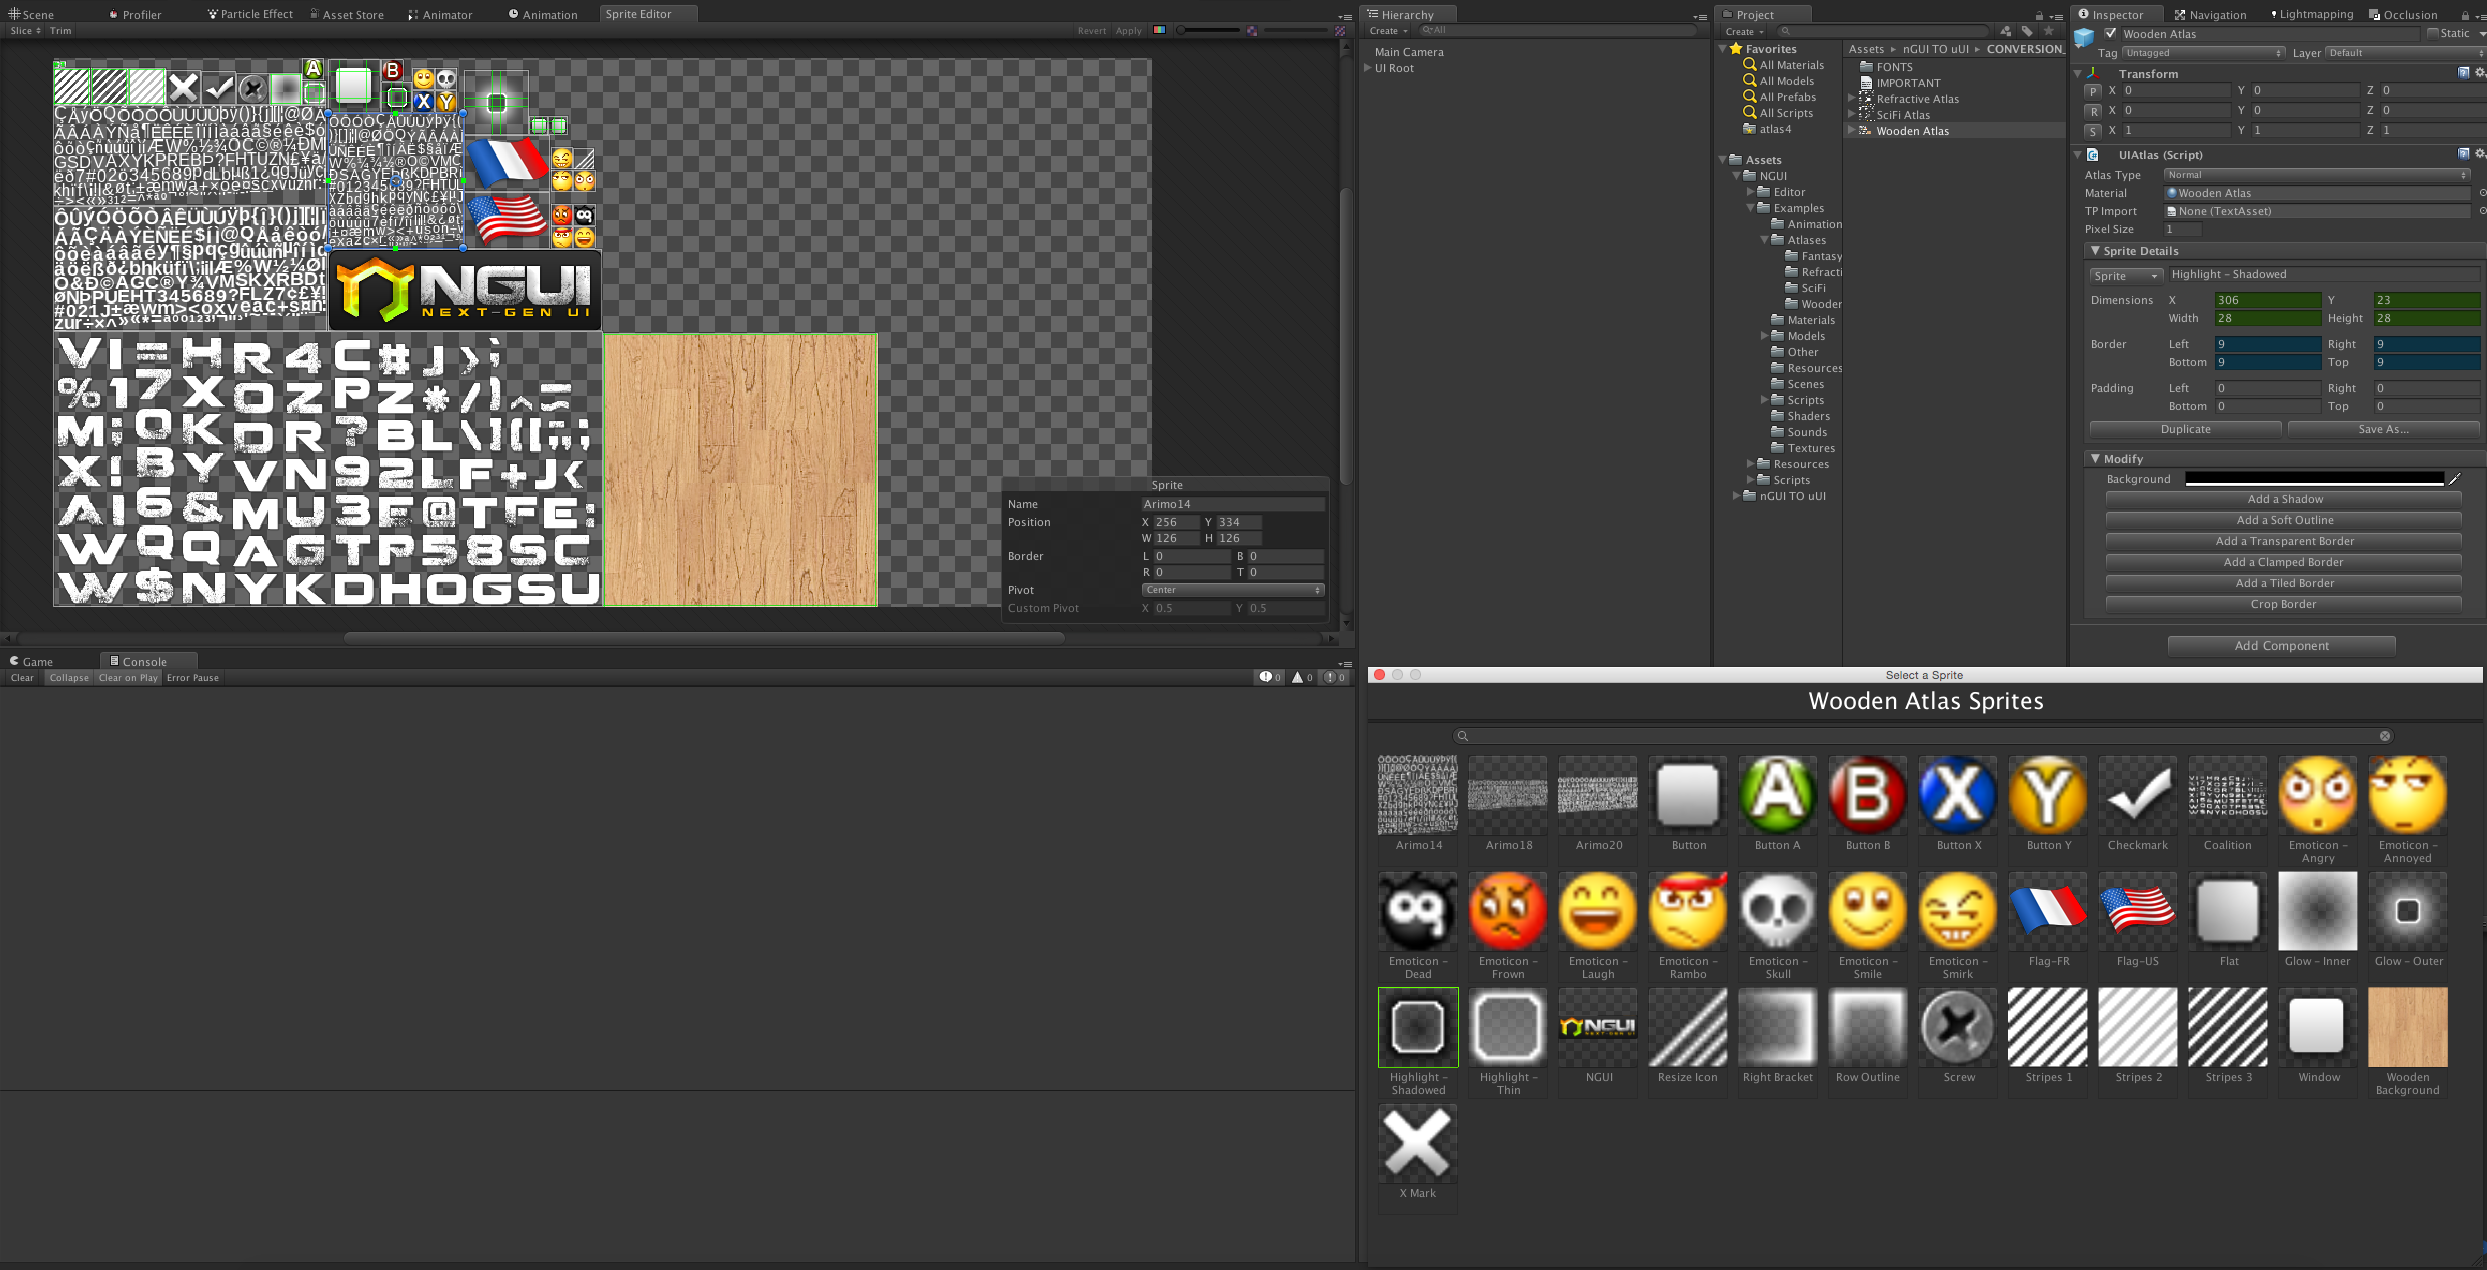 Scene
Profiler
Particle Effect
Asset Store
Animator
Animation
Sprite Editor
Slice
Trim
Revert
Apply
NGUI
NEXT-GEN UI
Sprite
Name Arimo14
Position X 256 Y 334
W 126 H 126
Border L 0 B 0
R 0 T 0
Pivot Center
Custom Pivot X 0.5 Y 0.5
Game
Console
Clear
Collapse
Clear on Play
Error Pause
0
0
0
Hierarchy
Create
All
Main Camera
UI Root
Project
Create
Favorites
All Materials
All Models
All Prefabs
All Scripts
atlas4
Assets
NGUI
Editor
Examples
Animation
Atlases
Fantasy
Refracti
SciFi
Wooden
Materials
Models
Other
Resources
Scenes
Scripts
Shaders
Sounds
Textures
Resources
Scripts
nGUI TO uUI
Assets
nGUI TO uUI
CONVERSION_
FONTS
IMPORTANT
Refractive Atlas
SciFi Atlas
Wooden Atlas
Inspector
Navigation
Lightmapping
Occlusion
Wooden Atlas
Static
Tag Untagged
Layer Default
Transform
P X 0 Y 0 Z 0
R X 0 Y 0 Z 0
S X 1 Y 1 Z 1
UIAtlas (Script)
Atlas Type Normal
Material Wooden Atlas
TP Import None (TextAsset)
Pixel Size 1
Sprite Details
Sprite Highlight - Shadowed
Dimensions X 306 Y 23
Width 28 Height 28
Border Left 9 Right 9
Bottom 9 Top 9
Padding Left 0 Right 0
Bottom 0 Top 0
Duplicate
Save As...
Modify
Background
Add a Shadow
Add a Soft Outline
Add a Transparent Border
Add a Clamped Border
Add a Tiled Border
Crop Border
Add Component
Select a Sprite
Wooden Atlas Sprites
A
B
X
Y
Arimo14
Arimo18
Arimo20
Button
Button A
Button B
Button X
Button Y
Checkmark
Coalition
Emoticon -
Angry
Emoticon -
Annoyed
Emoticon -
Dead
Emoticon -
Frown
Emoticon -
Laugh
Emoticon -
Rambo
Emoticon -
Skull
Emoticon -
Smile
Emoticon -
Smirk
Flag-FR
Flag-US
Flat
Glow - Inner
Glow - Outer
Highlight -
Shadowed
Highlight -
Thin
NGUI
Resize Icon
Right Bracket
Row Outline
Screw
Stripes 1
Stripes 2
Stripes 3
Window
Wooden
Background
X Mark